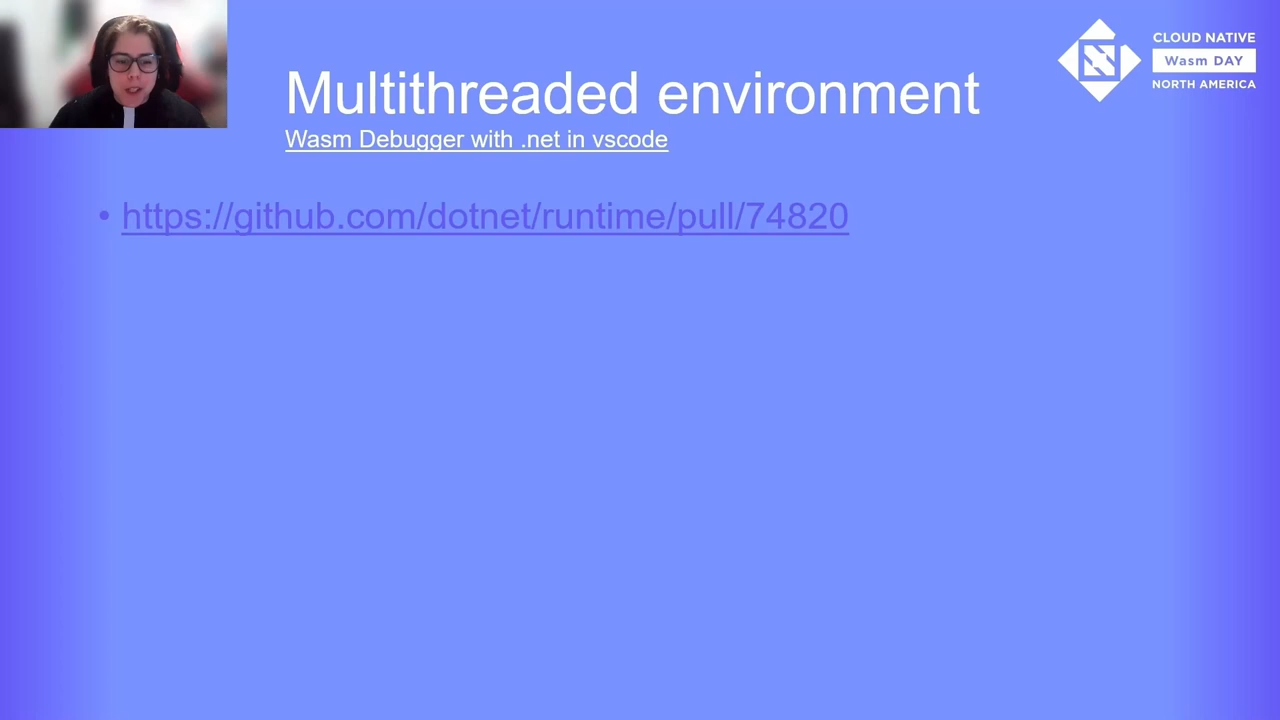 CLOUD NATIVE
Wasm DAY
NORTH AMERICA
Multithreaded environment
Wasm Debugger with .net in vscode
• https://github.com/dotnet/runtime/pull/74820